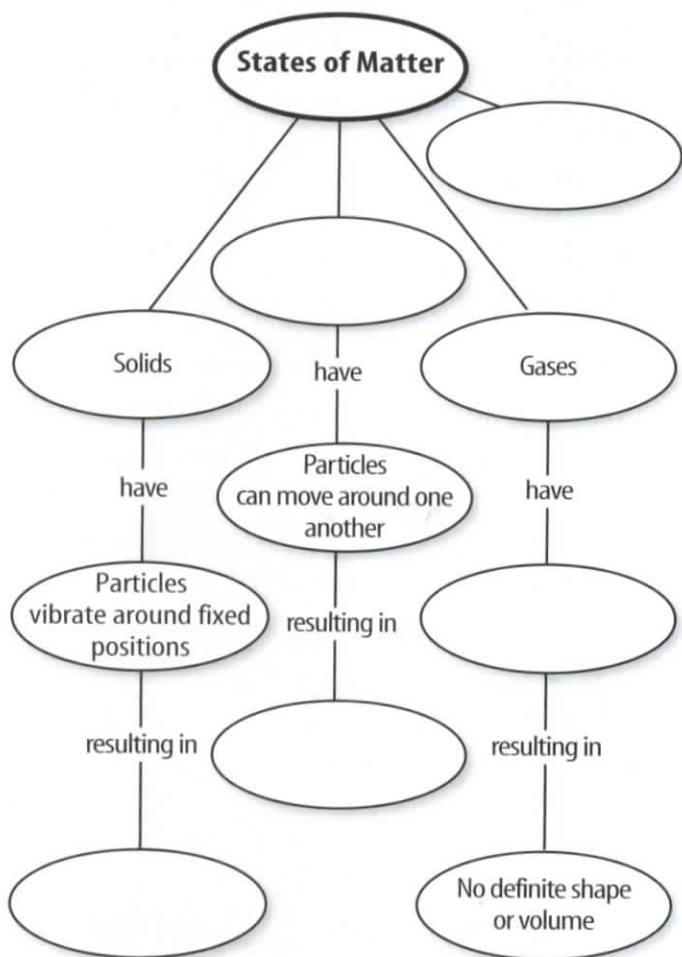 States of Matter
Solids
have
Gases
have
Particles
can move around one
another
have
Particles
vibrate around fixed
positions
resulting in
resulting in
resulting in
No definite shape
or volume